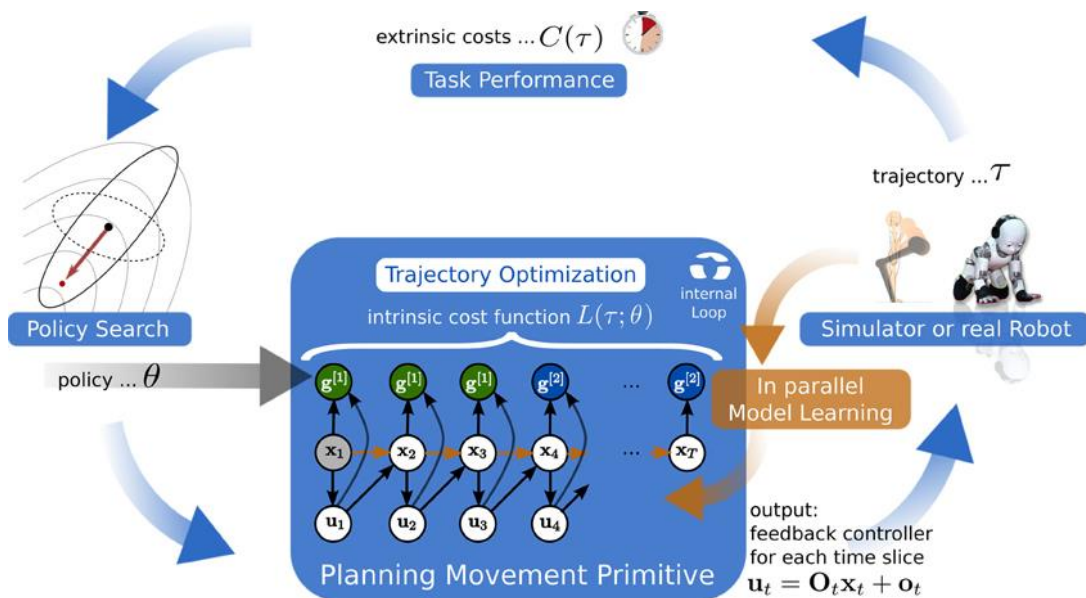 extrinsic costs ... C(τ)
Task Performance
trajectory ... τ
Trajectory Optimization
internal
Loop
intrinsic cost function L(τ; θ)
Policy Search
Simulator or real Robot
policy ... θ
g[1] g[1] g[1] g[2] ... g[2]
In parallel
Model Learning
x1 x2 x3 x4 ... xT
u1 u2 u3 u4
output:
feedback controller
for each time slice
ut = Otxt + ot
Planning Movement Primitive